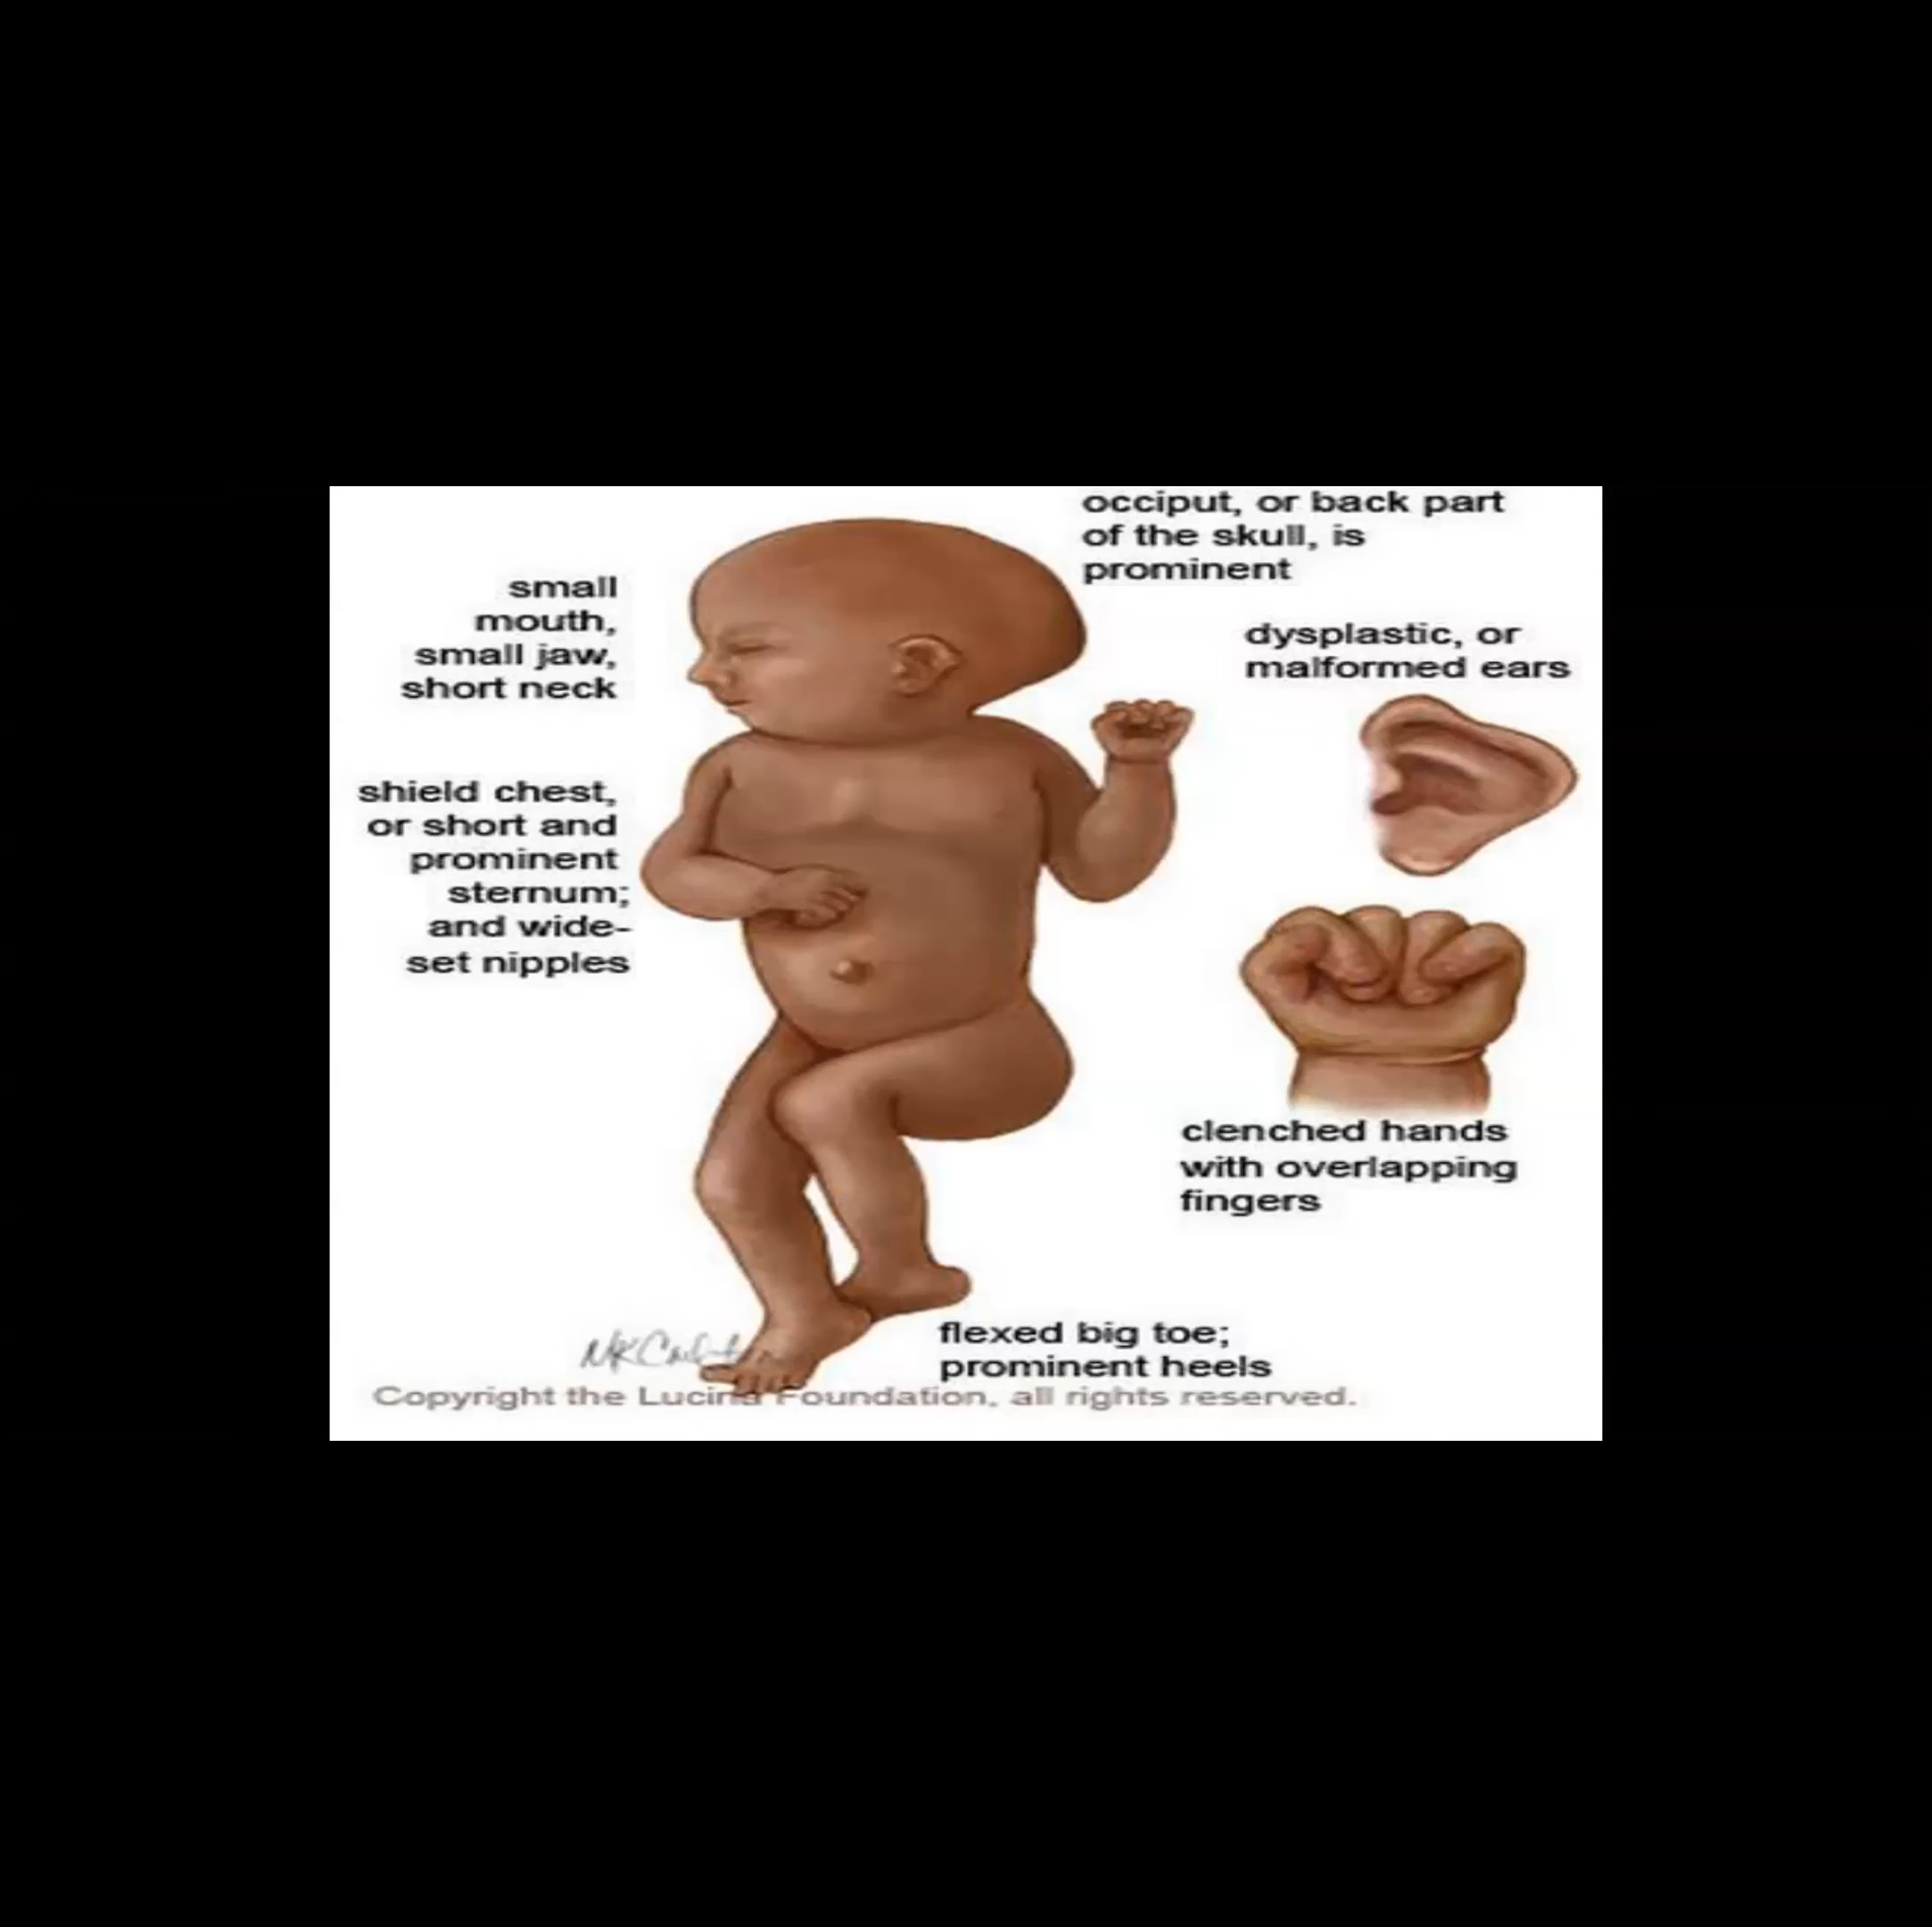 occiput, or back part
of the skull, is
prominent
small
mouth,
small jaw,
short neck
dysplastic, or
malformed ears
shield chest,
or short and
prominent
sternum;
and wide-
set nipples
clenched hands
with overlapping
fingers
flexed big toe;
prominent heels
Copyright the Lucina Foundation, all rights reserved.